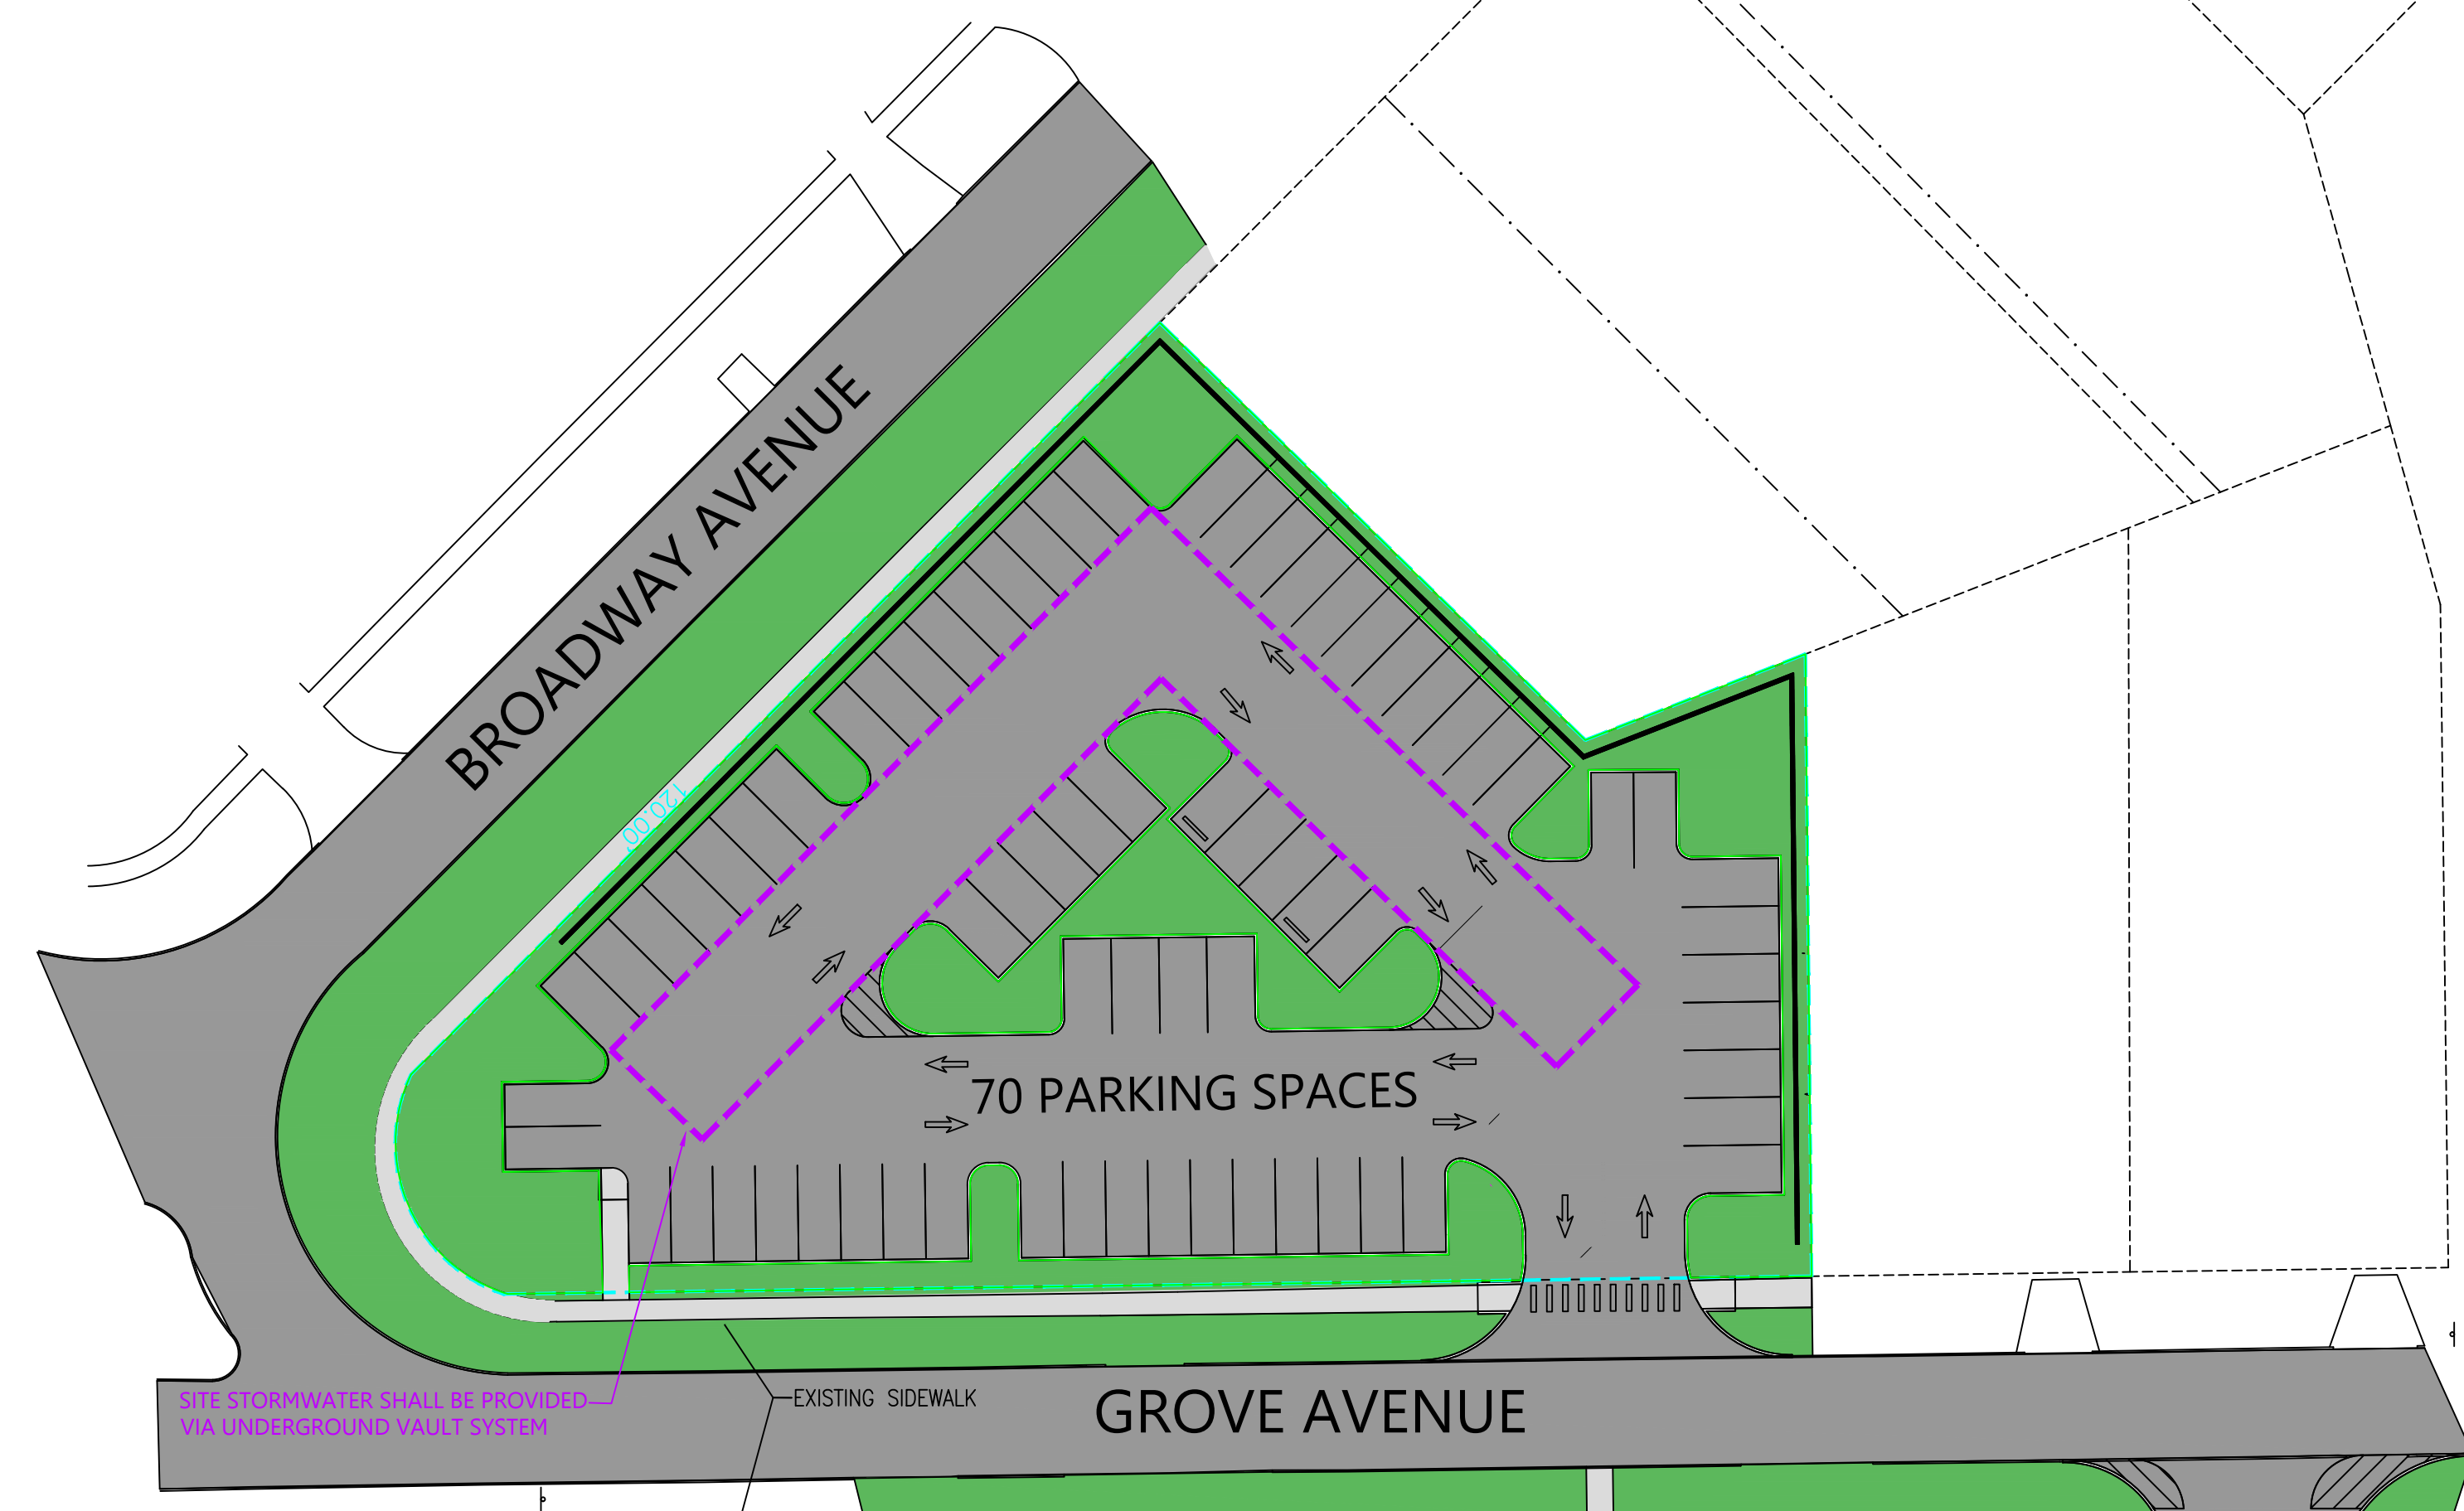 BROADWAY AVENUE
120.00'
70 PARKING SPACES
SITE STORMWATER SHALL BE PROVIDED
VIA UNDERGROUND VAULT SYSTEM
EXISTING SIDEWALK
GROVE AVENUE